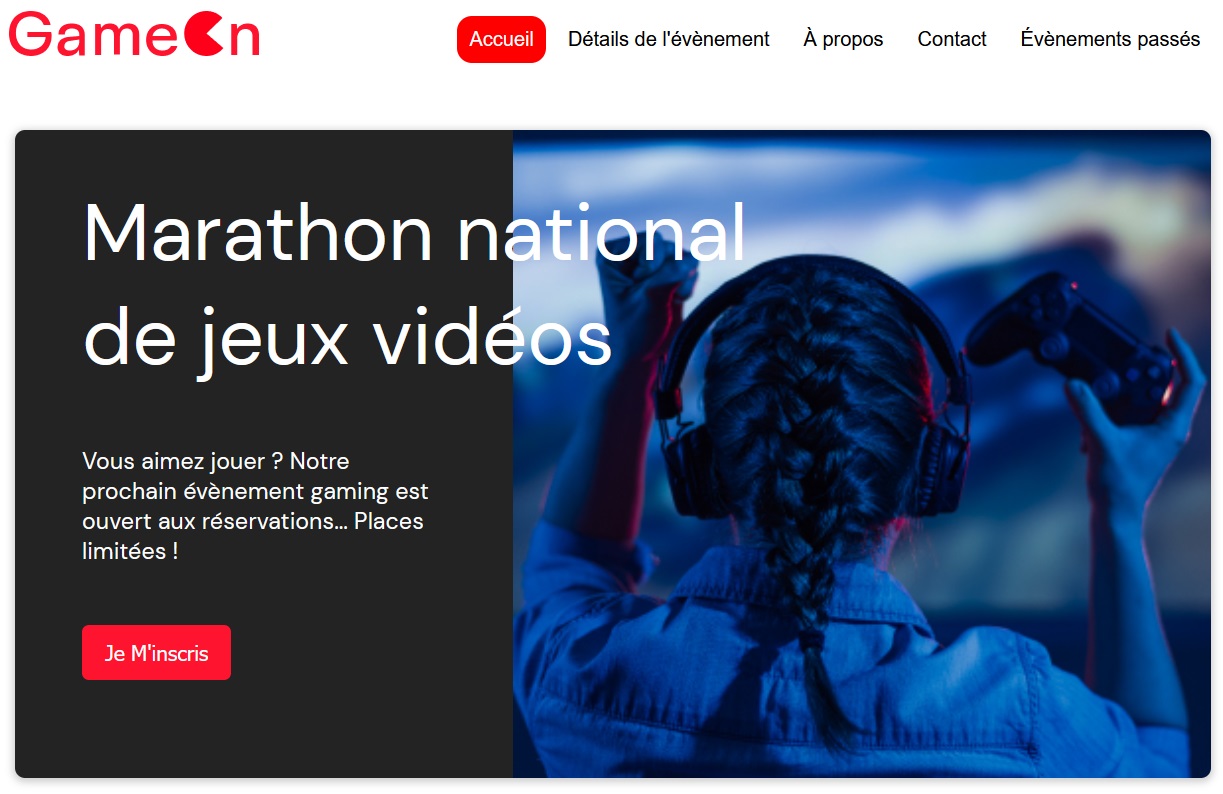 GameOn
Accueil Détails de l'évènement À propos Contact Évènements passés
Marathon national
de jeux vidéos
Vous aimez jouer ? Notre
prochain évènement gaming est
ouvert aux réservations... Places
limitées !
Je M'inscris